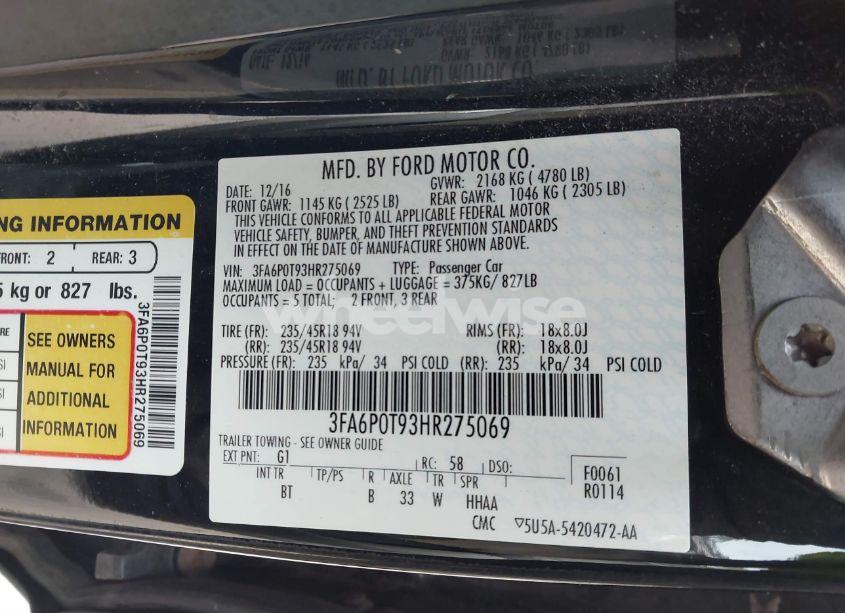 MFD. BY FORD MOTOR CO.
DATE: 12/16 GVWR: 2168 KG ( 4780 LB)
FRONT GAWR: 1145 KG ( 2525 LB) REAR GAWR: 1046 KG ( 2305 LB)
THIS VEHICLE CONFORMS TO ALL APPLICABLE FEDERAL MOTOR
VEHICLE SAFETY, BUMPER, AND THEFT PREVENTION STANDARDS
IN EFFECT ON THE DATE OF MANUFACTURE SHOWN ABOVE.
VIN: 3FA6P0T93HR275069 TYPE: Passenger Car
MAXIMUM LOAD = OCCUPANTS + LUGGAGE = 375KG/ 827LB
OCCUPANTS = 5 TOTAL; 2 FRONT, 3 REAR
wheelwise
TIRE (FR): 235/45R18 94V RIMS (FR): 18x8.0J
(RR): 235/45R18 94V (RR): 18x8.0J
PRESSURE (FR): 235 kPa/ 34 PSI COLD (RR): 235 kPa/ 34 PSI COLD
3FA6P0T93HR275069
TRAILER TOWING - SEE OWNER GUIDE
EXT PNT: G1 RC: 58 DSO:
INT TR TP/PS R AXLE TR SPR
BT B 33 W HHAA
F0061
R0114
CMC ▽5U5A-5420472-AA
NG INFORMATION
FRONT: 2 REAR: 3
5 kg or 827 lbs.
SEE OWNERS
MANUAL FOR
ADDITIONAL
INFORMATION
3FA6P0T93HR275069